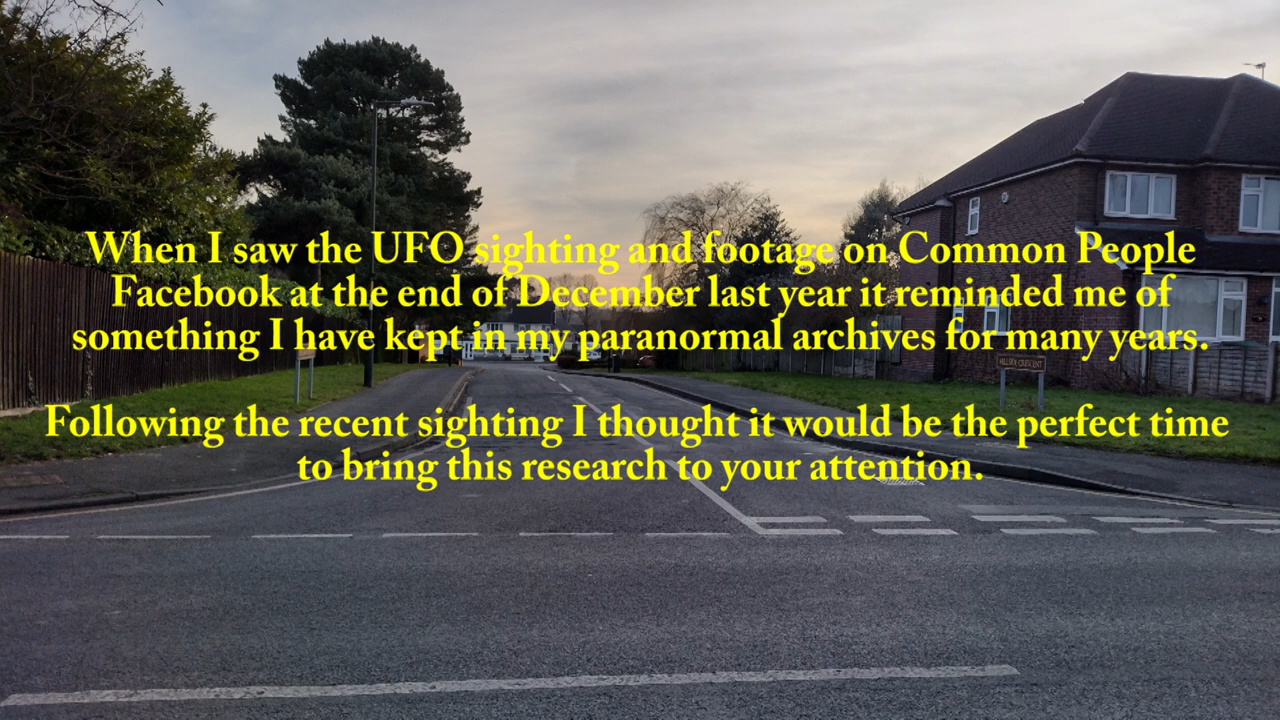 When I saw the UFO sighting and footage on Common People
Facebook at the end of December last year it reminded me of
something I have kept in my paranormal archives for many years.
Following the recent sighting I thought it would be the perfect time
to bring this research to your attention.